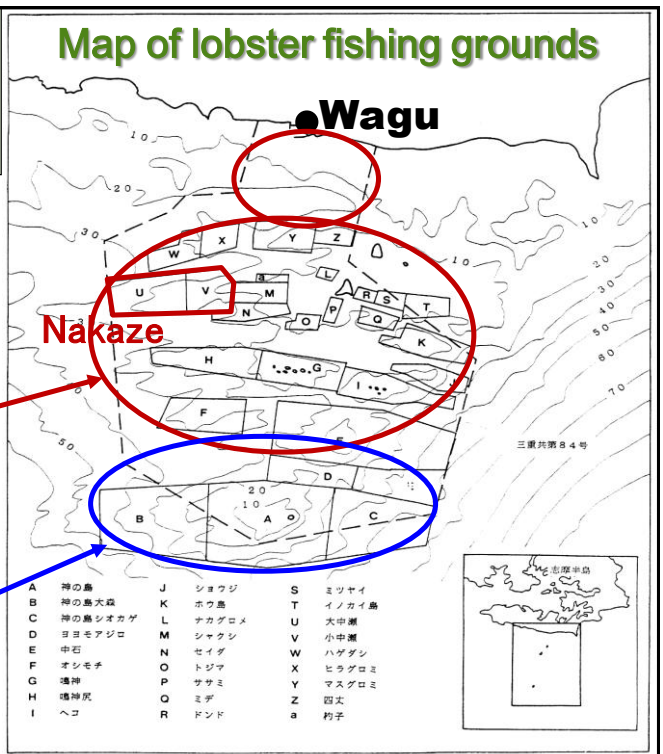 Map of lobster fishing grounds
Wagu
10
20
30
10
10
20
30
40
50
60
70
W
X
Y
Z
U
V
a
M
N
L
R
S
T
P
O
Q
K
Nakaze
H
G
I
J
F
E
50
三重共第84号
D
20
10
B
A
C
A 神の島
B 神の島大森
C 神の島シオカゲ
D ヨヨモアジロ
E 中石
F オシモチ
G 鳴神
H 鳴神尻
I ヘコ
J ショウジ
K ホウ島
L ナカグロメ
M シャクシ
N セイダ
O トジマ
P ササミ
Q ミデ
R ドンド
S ミツヤイ
T イノカイ島
U 大中瀬
V 小中瀬
W ハゲダシ
X ヒラグロミ
Y マスグロミ
Z 四丈
a 杓子
志摩半島